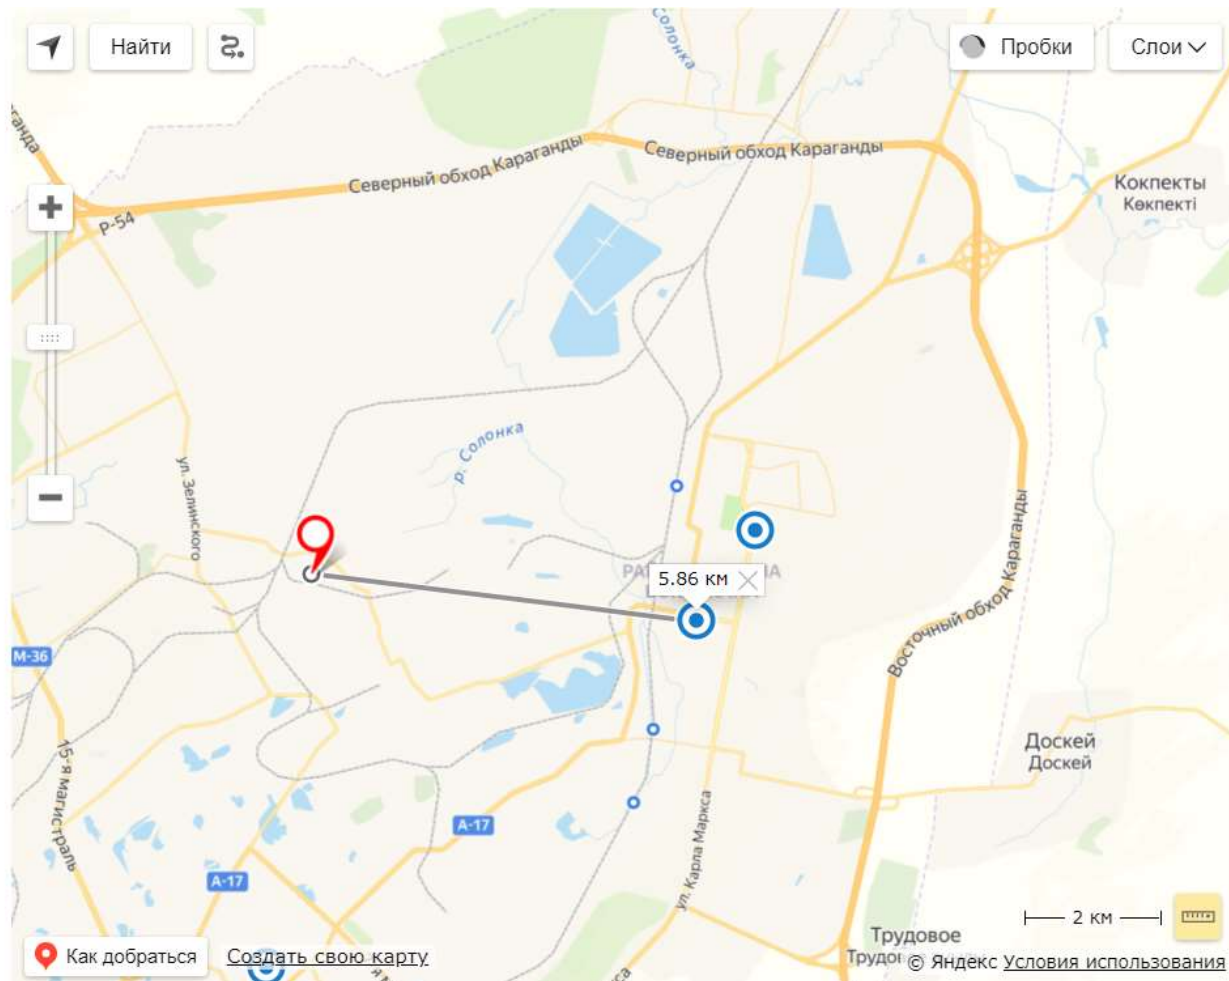 Найти
Пробки
Слои
Солонка
Северный обход Караганды
Северный обход Караганды
Кокпекты
Көкпекті
Р-54
р. Солонка
ул. Зелинского
5.86 км
Восточный обход Караганды
М-36
Доскей
Доскей
15-я магистраль
А-17
ул. Карла Маркса
А-17
2 км
Трудовое
Как добраться
Создать свою карту
© Яндекс Условия использования